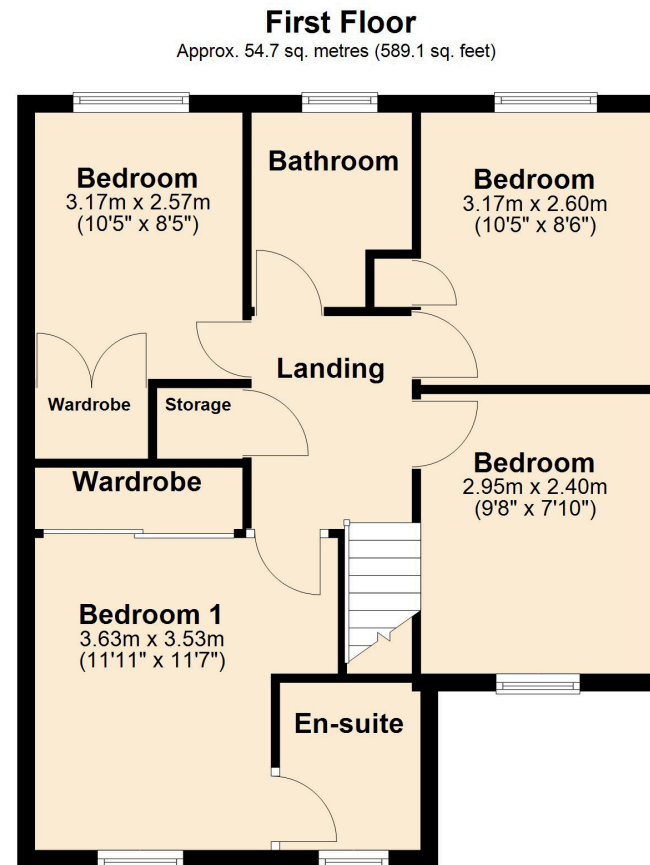 First Floor
Approx. 54.7 sq. metres (589.1 sq. feet)
Bedroom
3.17m x 2.57m
(10'5" x 8'5")
Bathroom
Bedroom
3.17m x 2.60m
(10'5" x 8'6")
Landing
Wardrobe
Storage
Bedroom
2.95m x 2.40m
(9'8" x 7'10")
Wardrobe
Bedroom 1
3.63m x 3.53m
(11'11" x 11'7")
En-suite